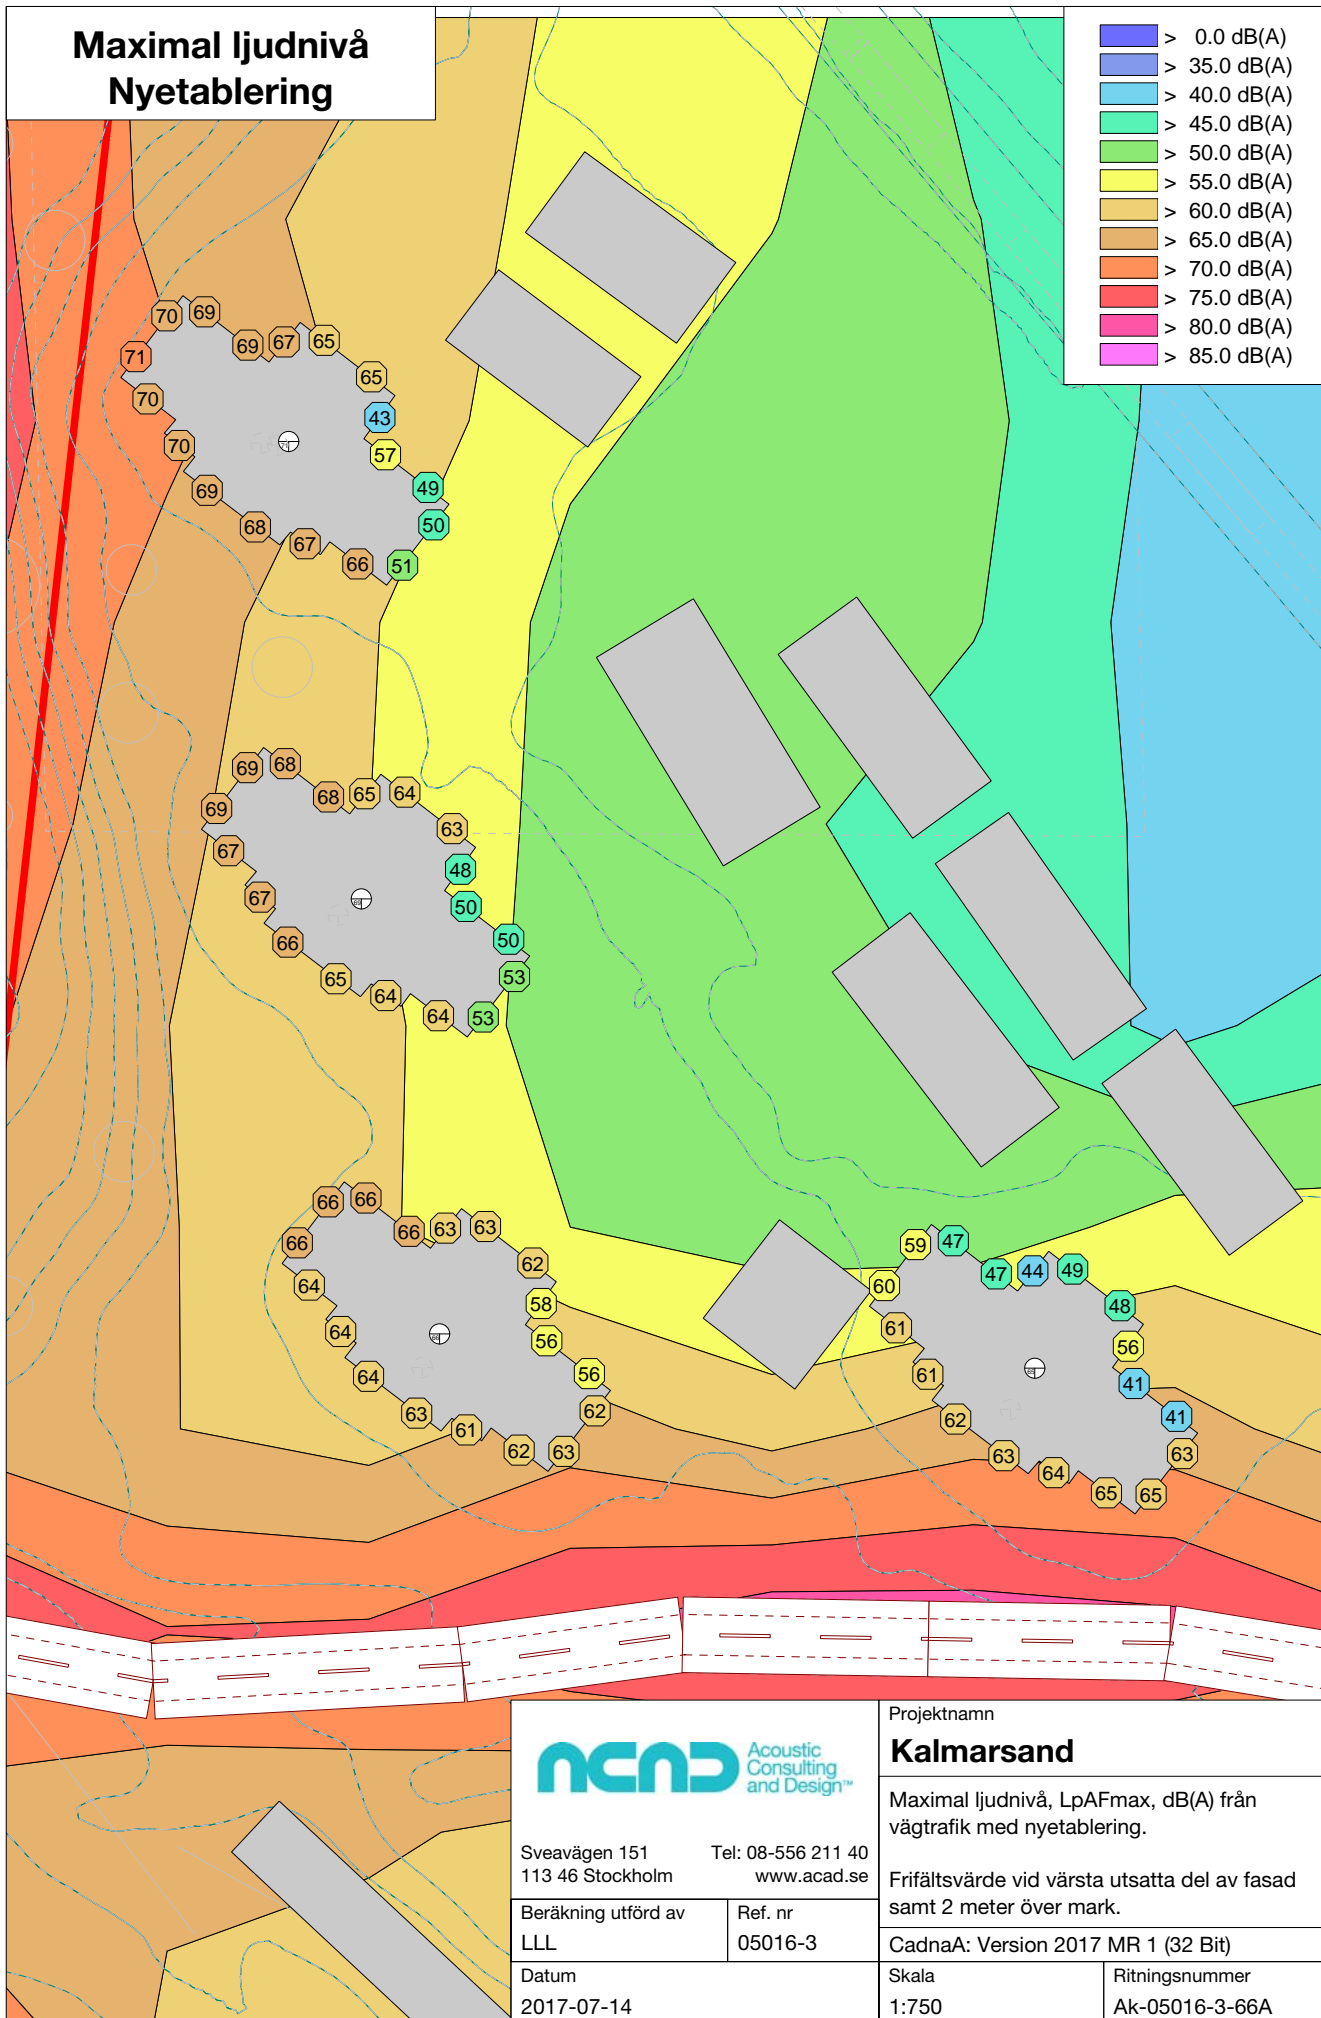 Maximal ljudnivå
Nyetablering
> 0.0 dB(A)
> 35.0 dB(A)
> 40.0 dB(A)
> 45.0 dB(A)
> 50.0 dB(A)
> 55.0 dB(A)
> 60.0 dB(A)
> 65.0 dB(A)
> 70.0 dB(A)
> 75.0 dB(A)
> 80.0 dB(A)
> 85.0 dB(A)
70 69
69 67 65
71
65
70
43
70
57
69
49
68
50
67
66
51
69 68
68 65 64
69
63
67
48
67
50
66
50
65
53
64
64
53
66 66
66 63 63
66
62
64
58
64
56
64
56
63
62
61
62
63
59 47
47 44 49
60
48
61
56
61
41
62
41
63
63
64
65
65
ACAD
Acoustic
Consulting
and Design™
Sveavägen 151 Tel: 08-556 211 40
113 46 Stockholm www.acad.se
Beräkning utförd av
LLL
Ref. nr
05016-3
Datum
2017-07-14
Projektnamn
Kalmarsand
Maximal ljudnivå, LpAFmax, dB(A) från
vägtrafik med nyetablering.
Frifältsvärde vid värsta utsatta del av fasad
samt 2 meter över mark.
CadnaA: Version 2017 MR 1 (32 Bit)
Skala
1:750
Ritningsnummer
Ak-05016-3-66A